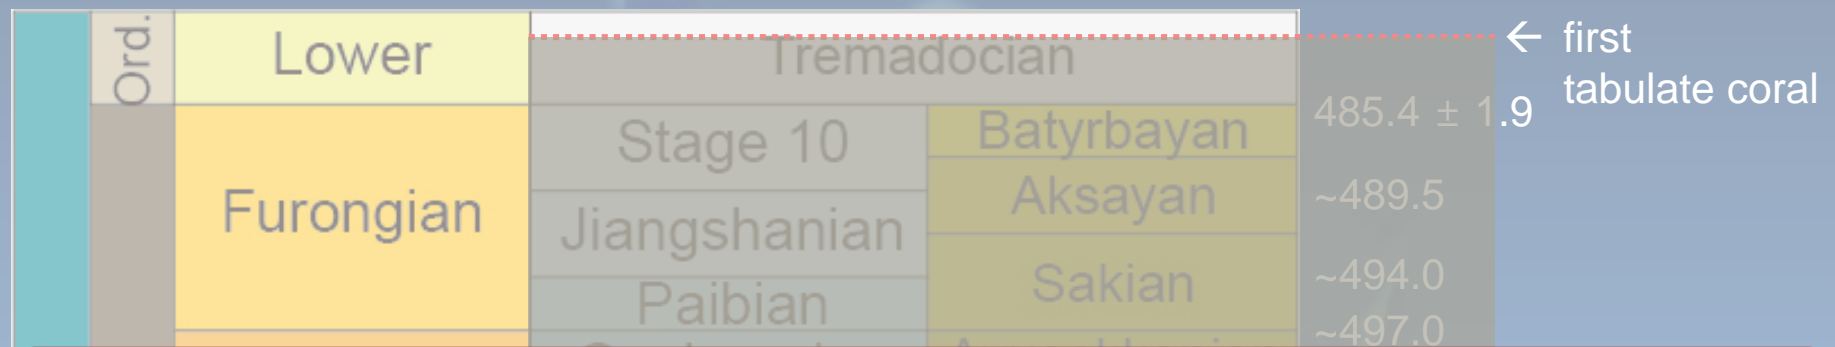 Ord.
Lower
Tremadocian
← first
tabulate coral
485.4 ± 1.9
Furongian
Stage 10
Batyrbayan
Aksayan
~489.5
Jiangshanian
Sakian
~494.0
Paibian
~497.0